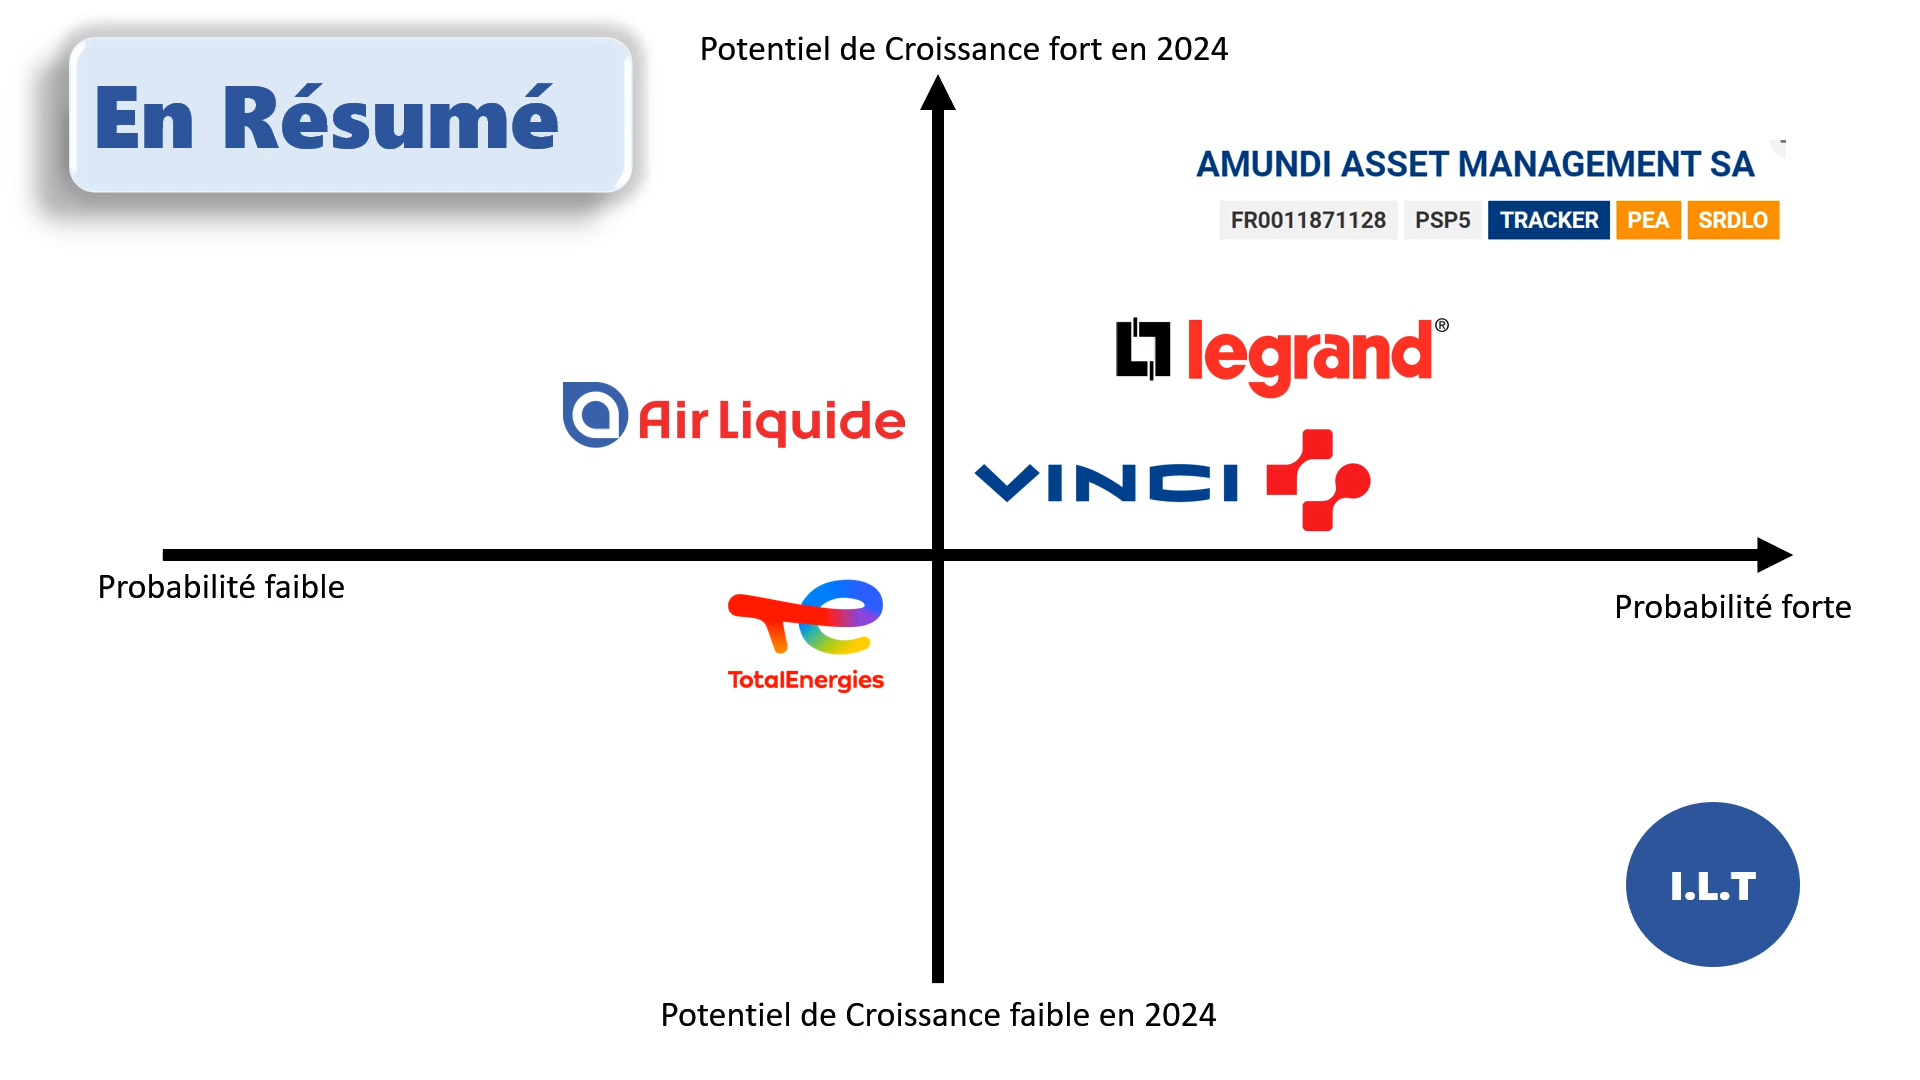 Potentiel de Croissance fort en 2024
En Résumé
AMUNDI ASSET MANAGEMENT SA
FR0011871128 PSP5 TRACKER PEA SRDLO
legrand®
Air Liquide
VINCI
Probabilité faible
Probabilité forte
TotalEnergies
I.L.T
Potentiel de Croissance faible en 2024